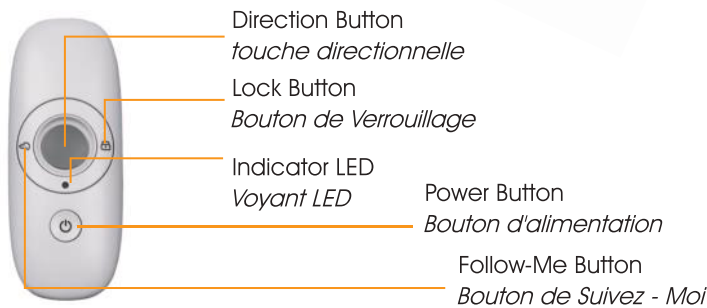 Direction Button
touche directionnelle
Lock Button
Bouton de Verrouillage
Indicator LED
Voyant LED
Power Button
Bouton d'alimentation
Follow-Me Button
Bouton de Suivez - Moi